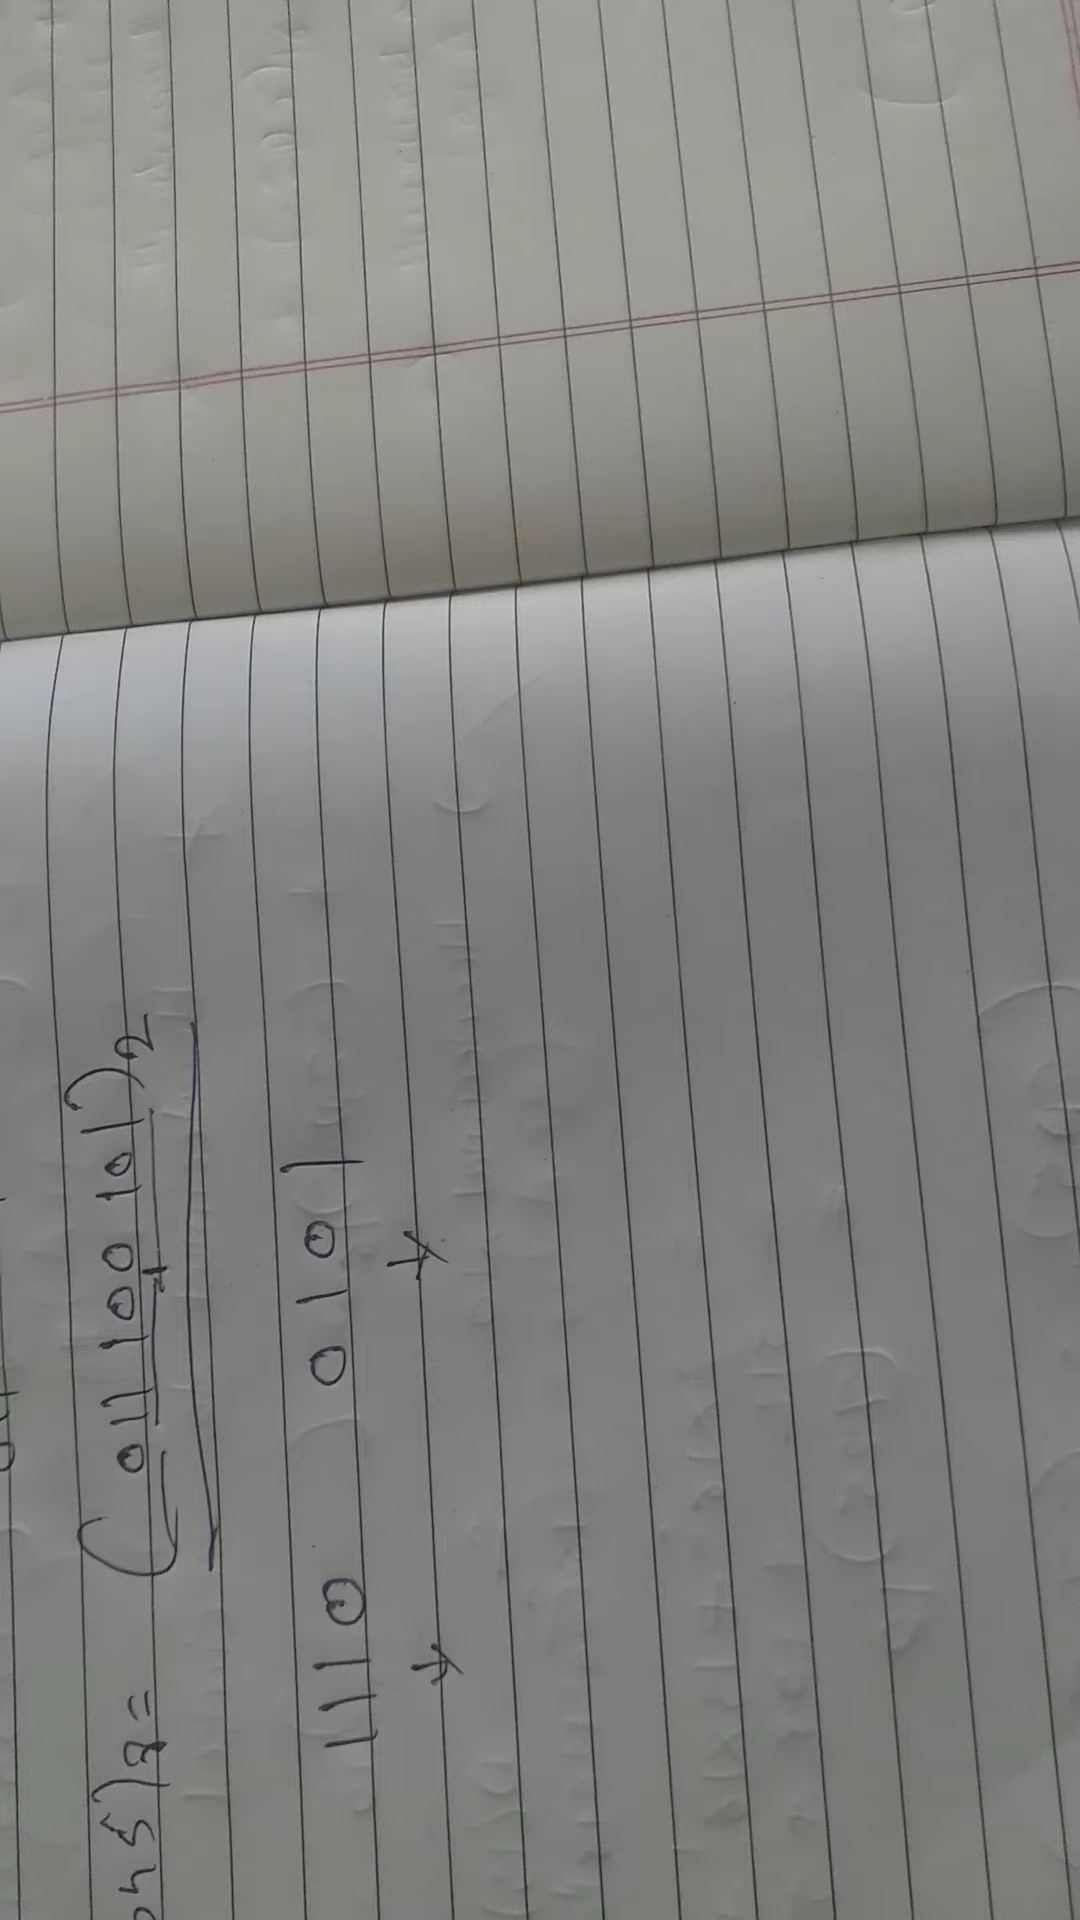 45)8 = (011 100 101)2
1110 0101
↓ ↓